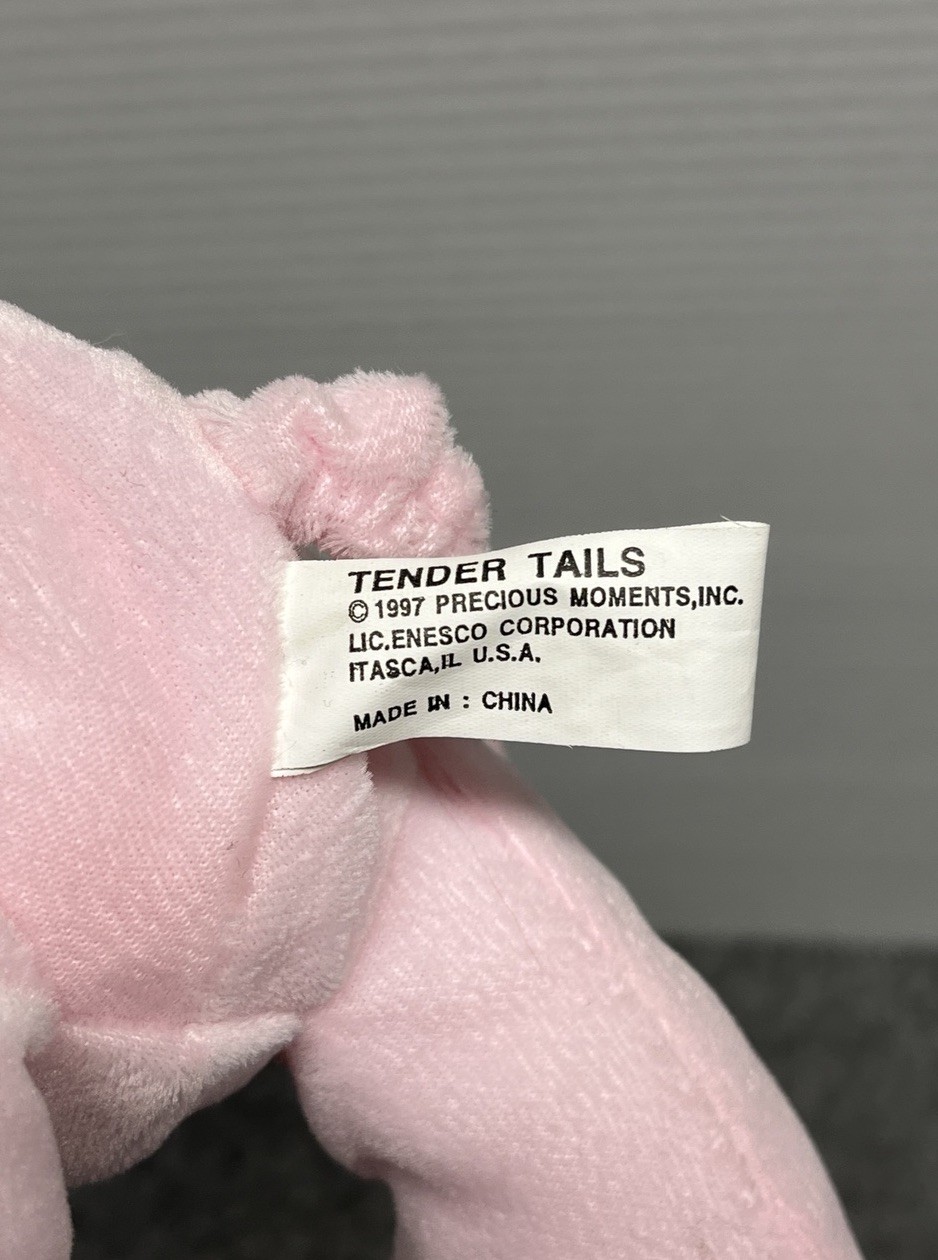 TENDER TAILS
©1997 PRECIOUS MOMENTS,INC.
LIC.ENESCO CORPORATION
ITASCA,IL U.S.A.
MADE IN : CHINA